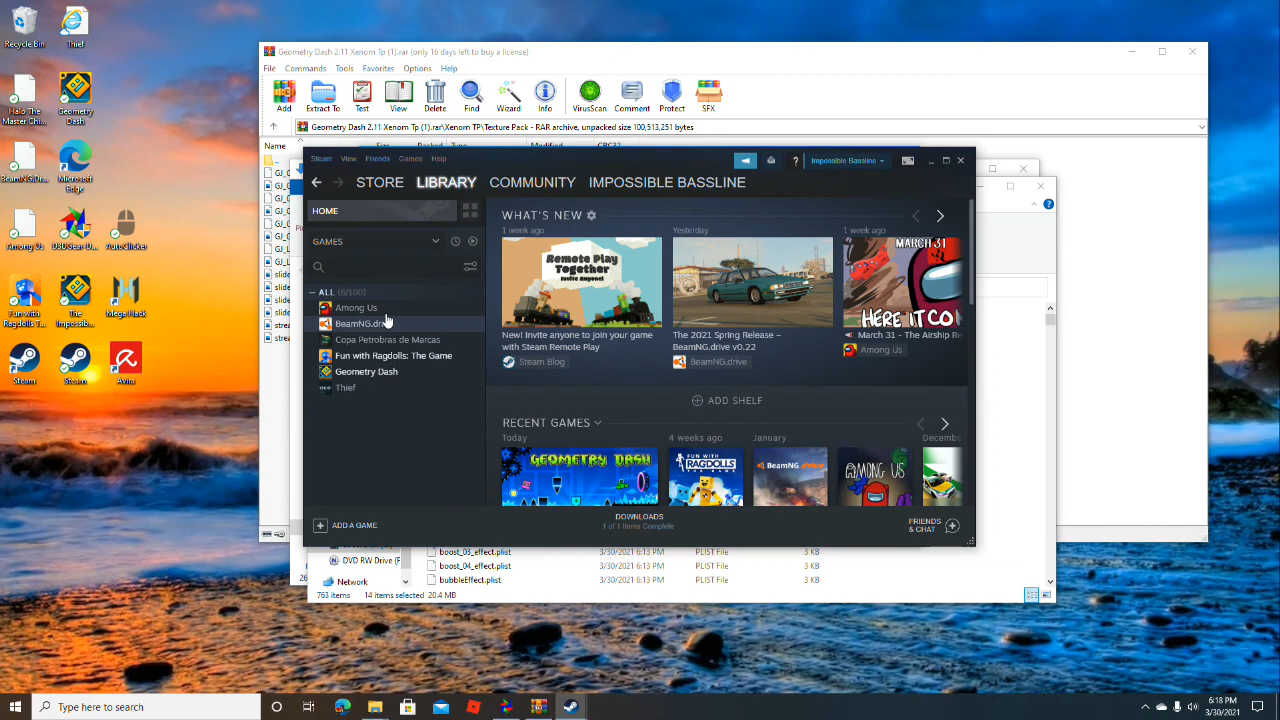 Recycle Bin
Thief
Halo The
Master Chi...
Geometry
Dash
BeamNG.Dr...
Microsoft
Edge
Among Us
D3DGear-D...
AutoClicker
Fun with
Ragdolls T...
The
Impossib...
Mega Hack
Steam
Steam
Avira
Geometry Dash 2.11 Xenom Tp (1).rar (only 16 days left to buy a license)
File Commands Tools Favorites Options Help
Add Extract To Test View Delete Find Wizard Info VirusScan Comment Protect SFX
Geometry Dash 2.11 Xenom Tp (1).rar\Xenom TP\Texture Pack - RAR archive, unpacked size 100,513,251 bytes
Name
Steam View Friends Games Help
Impossible Bassline
STORE LIBRARY COMMUNITY IMPOSSIBLE BASSLINE
HOME
GAMES
ALL (6/100)
Among Us
BeamNG.dri
Copa Petrobras de Marcas
Fun with Ragdolls: The Game
Geometry Dash
Thief
WHAT'S NEW
1 week ago
Yesterday
1 week ago
Remote Play
Together
Invite Anyone!
MARCH 31
HERE IT CO
New! Invite anyone to join your game
with Steam Remote Play
Steam Blog
The 2021 Spring Release –
BeamNG.drive v0.22
BeamNG.drive
March 31 - The Airship Re
Among Us
ADD SHELF
RECENT GAMES
Today
4 weeks ago
January
Decembe
GEOMETRY DASH
FUN WITH
RAGDOLLS
THE GAME
BeamNG drive
AMONG US
ADD A GAME
DOWNLOADS
1 of 1 Items Complete
FRIENDS
& CHAT
boost_03_effect.plist 3/30/2021 6:13 PM PLIST File 3 KB
boost_04_effect.plist 3/30/2021 6:13 PM PLIST File 3 KB
bubbleEffect.plist 3/30/2021 6:13 PM PLIST File 3 KB
DVD RW Drive (F
Network
763 items 14 items selected 20.4 MB
Type here to search
6:18 PM
3/30/2021